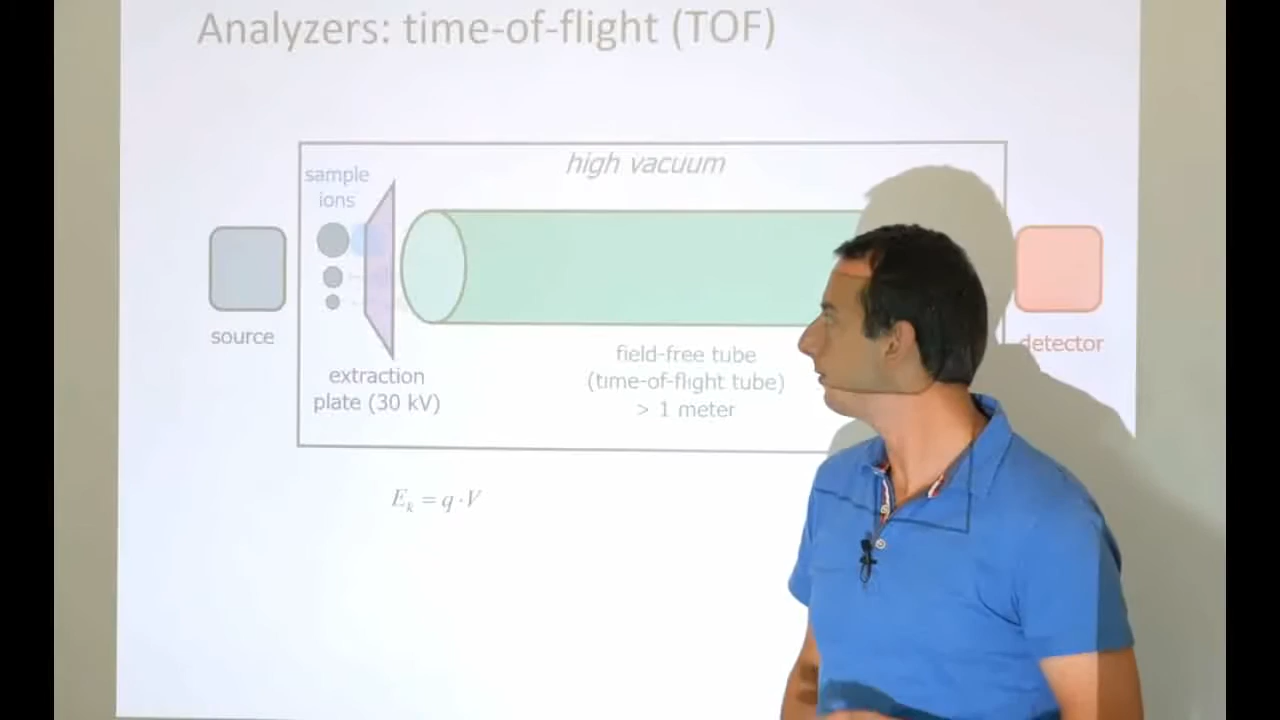 Analyzers: time-of-flight (TOF)
high vacuum
sample
ions
source
extraction
plate (30 kV)
field-free tube
(time-of-flight tube)
> 1 meter
detector
E_k = q · V